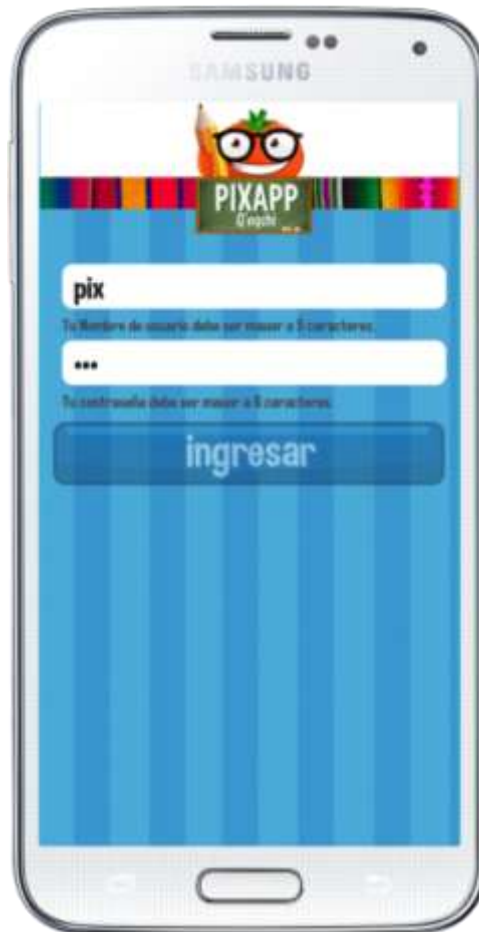 SAMSUNG
PIXAPP
Q'eqchi
pix
Tu Nombre de usuario debe ser mayor a 5 caracteres.
•••
Tu contraseña debe ser mayor a 6 caracteres.
ingresar